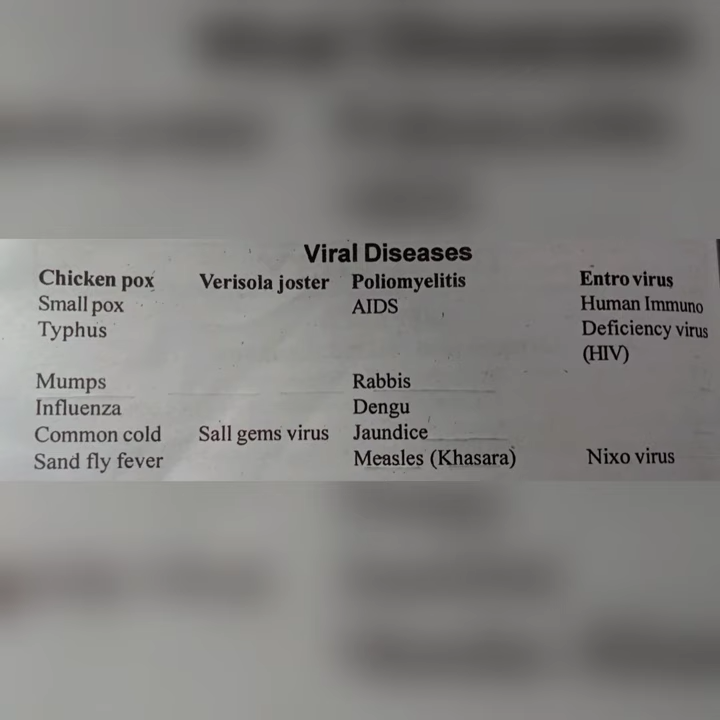 Viral Diseases
Chicken pox Verisola joster Poliomyelitis Entro virus
Small pox AIDS Human Immuno
Typhus Deficiency virus
(HIV)
Mumps Rabbis
Influenza Dengu
Common cold Sall gems virus Jaundice
Sand fly fever Measles (Khasara) Nixo virus